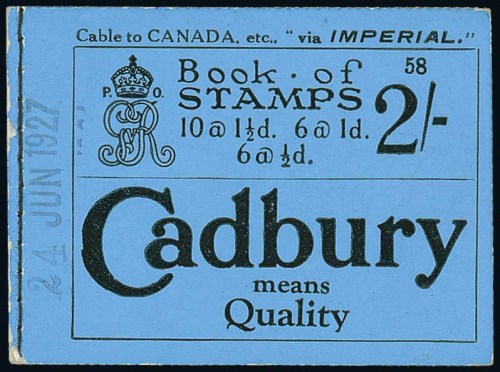 Cable to CANADA, etc., "via IMPERIAL."
P. O.
GRV
Book · of
STAMPS
58
2/-
10 @ 1½d. 6 @ 1d.
6 @ ½d.
Cadbury
means
Quality
24 JUN 1927